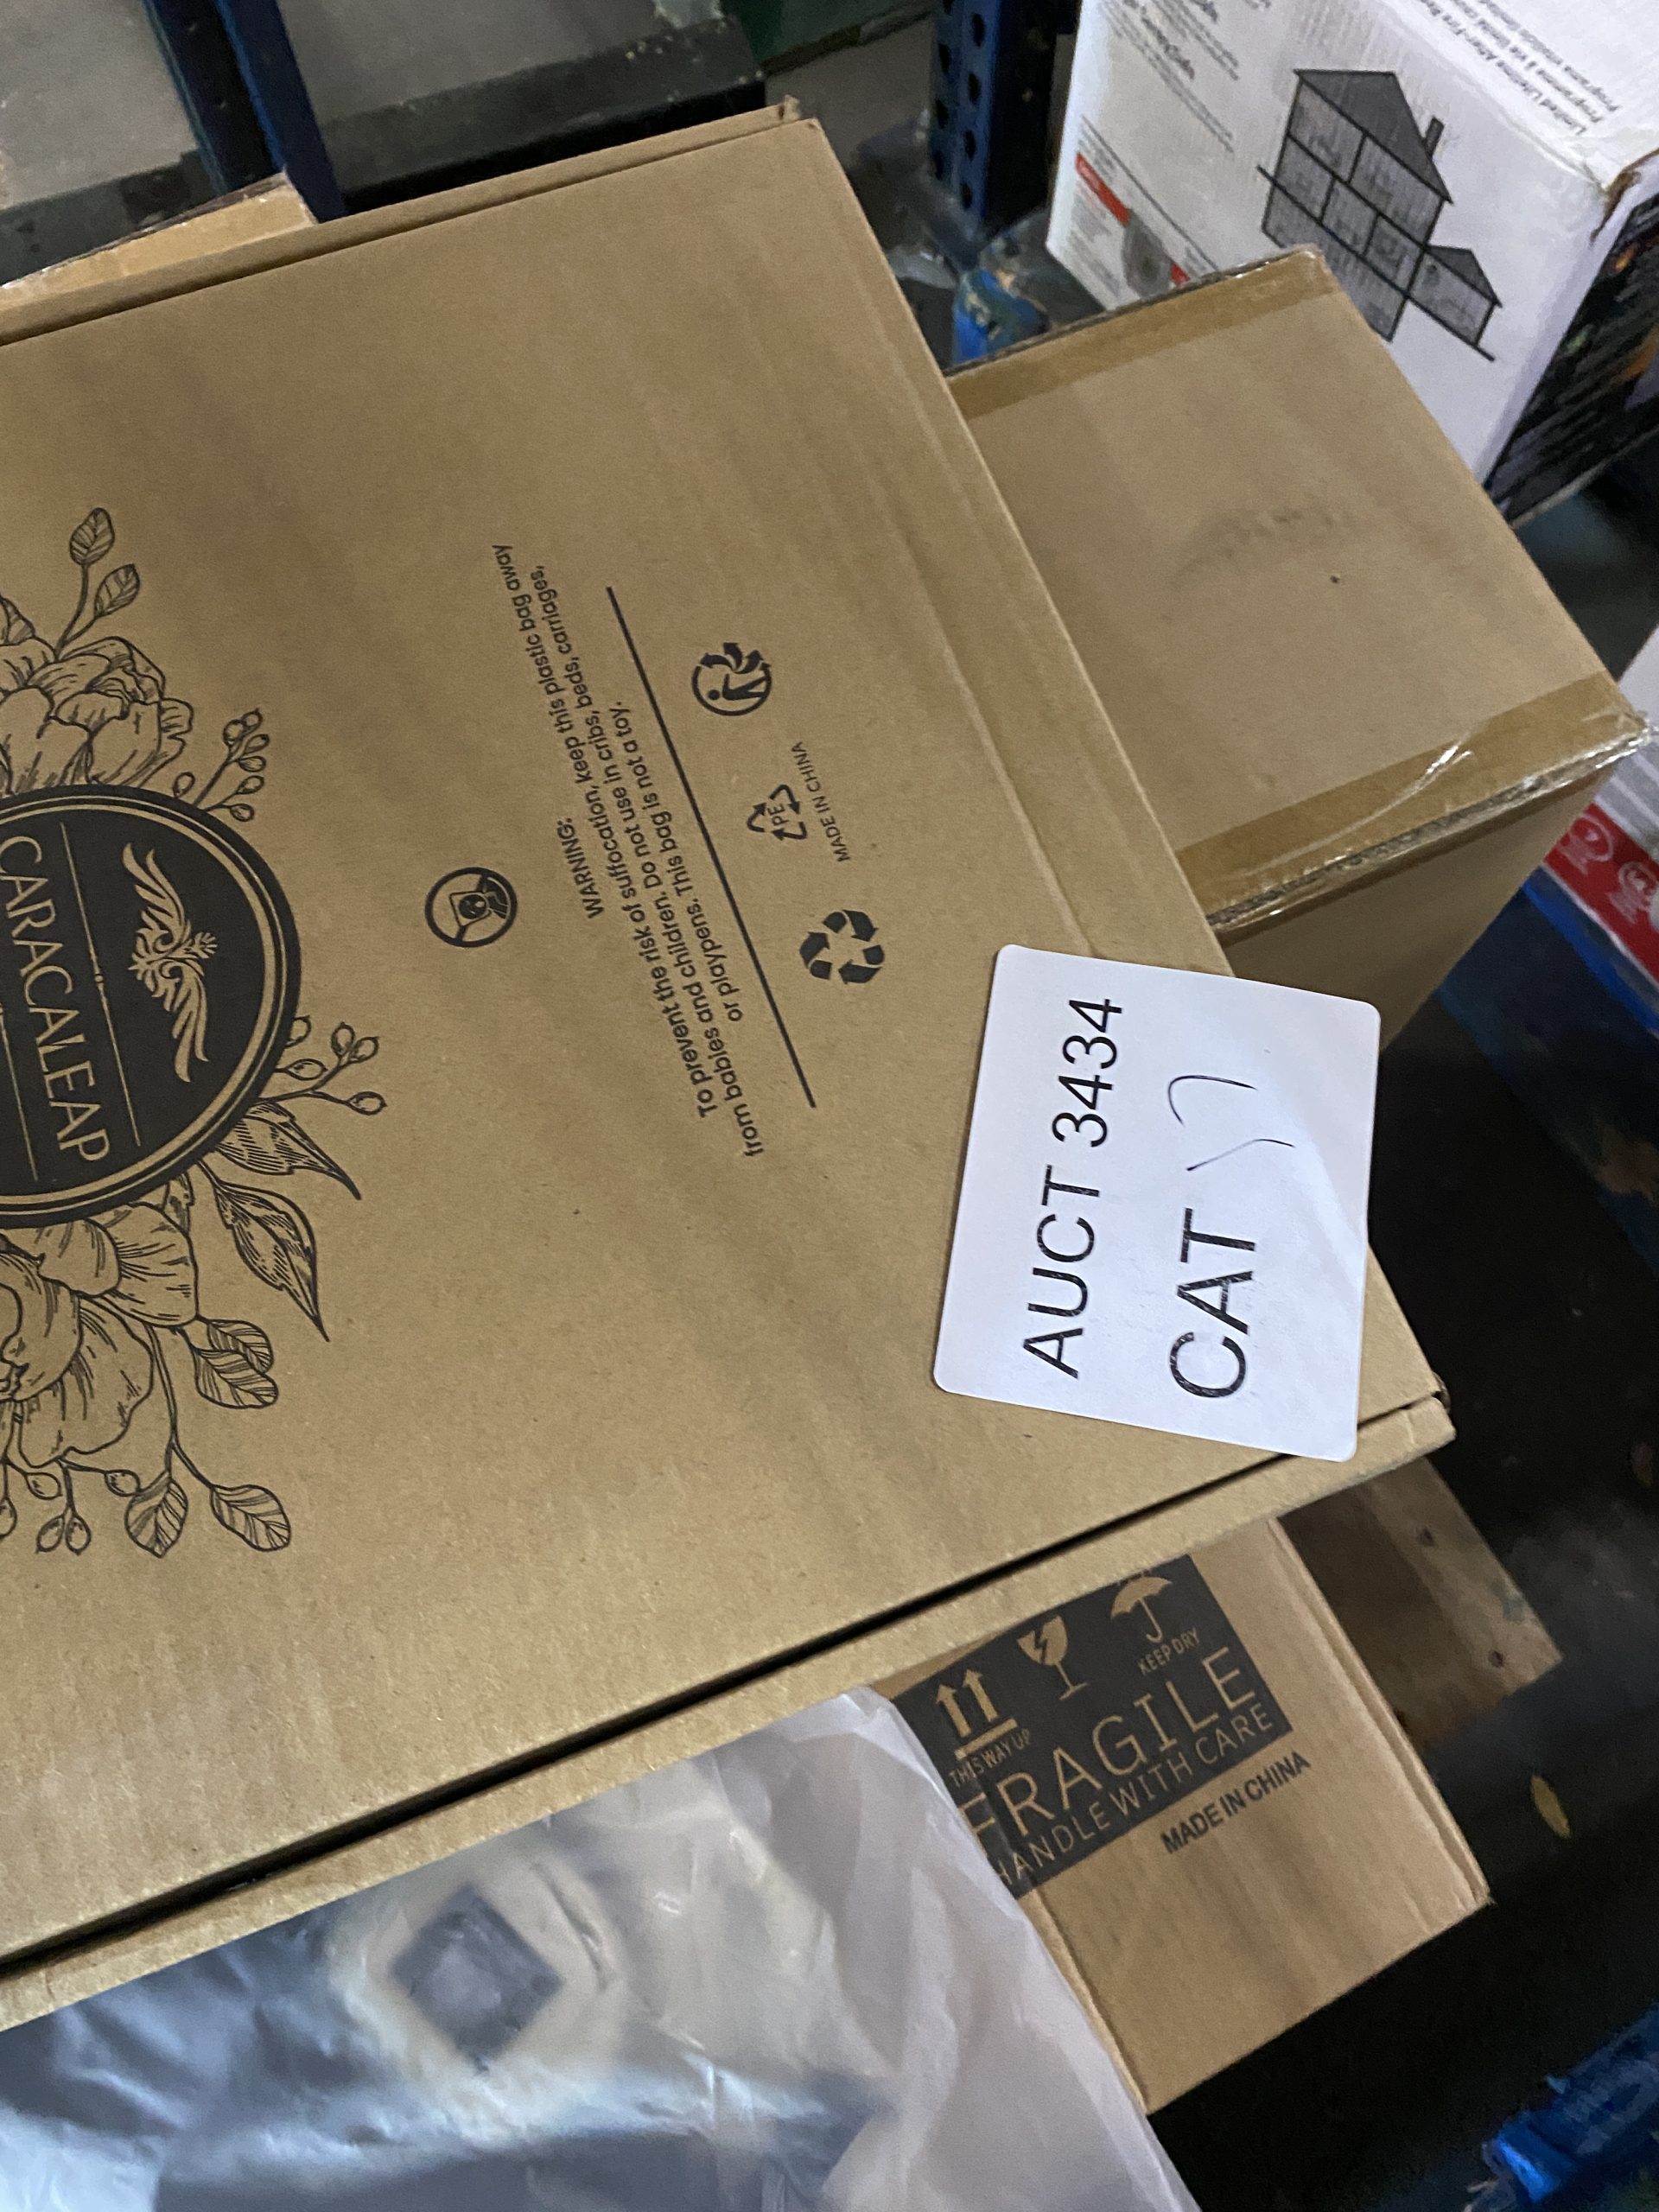 CARACALEAP
WARNING:
To prevent the risk of suffocation, keep this plastic bag away
from babies and children. Do not use in cribs, beds, carriages,
or playpens. This bag is not a toy.
PE
MADE IN CHINA
AUCT 3434
CAT 17
THIS WAY UP
KEEP DRY
FRAGILE
HANDLE WITH CARE
MADE IN CHINA